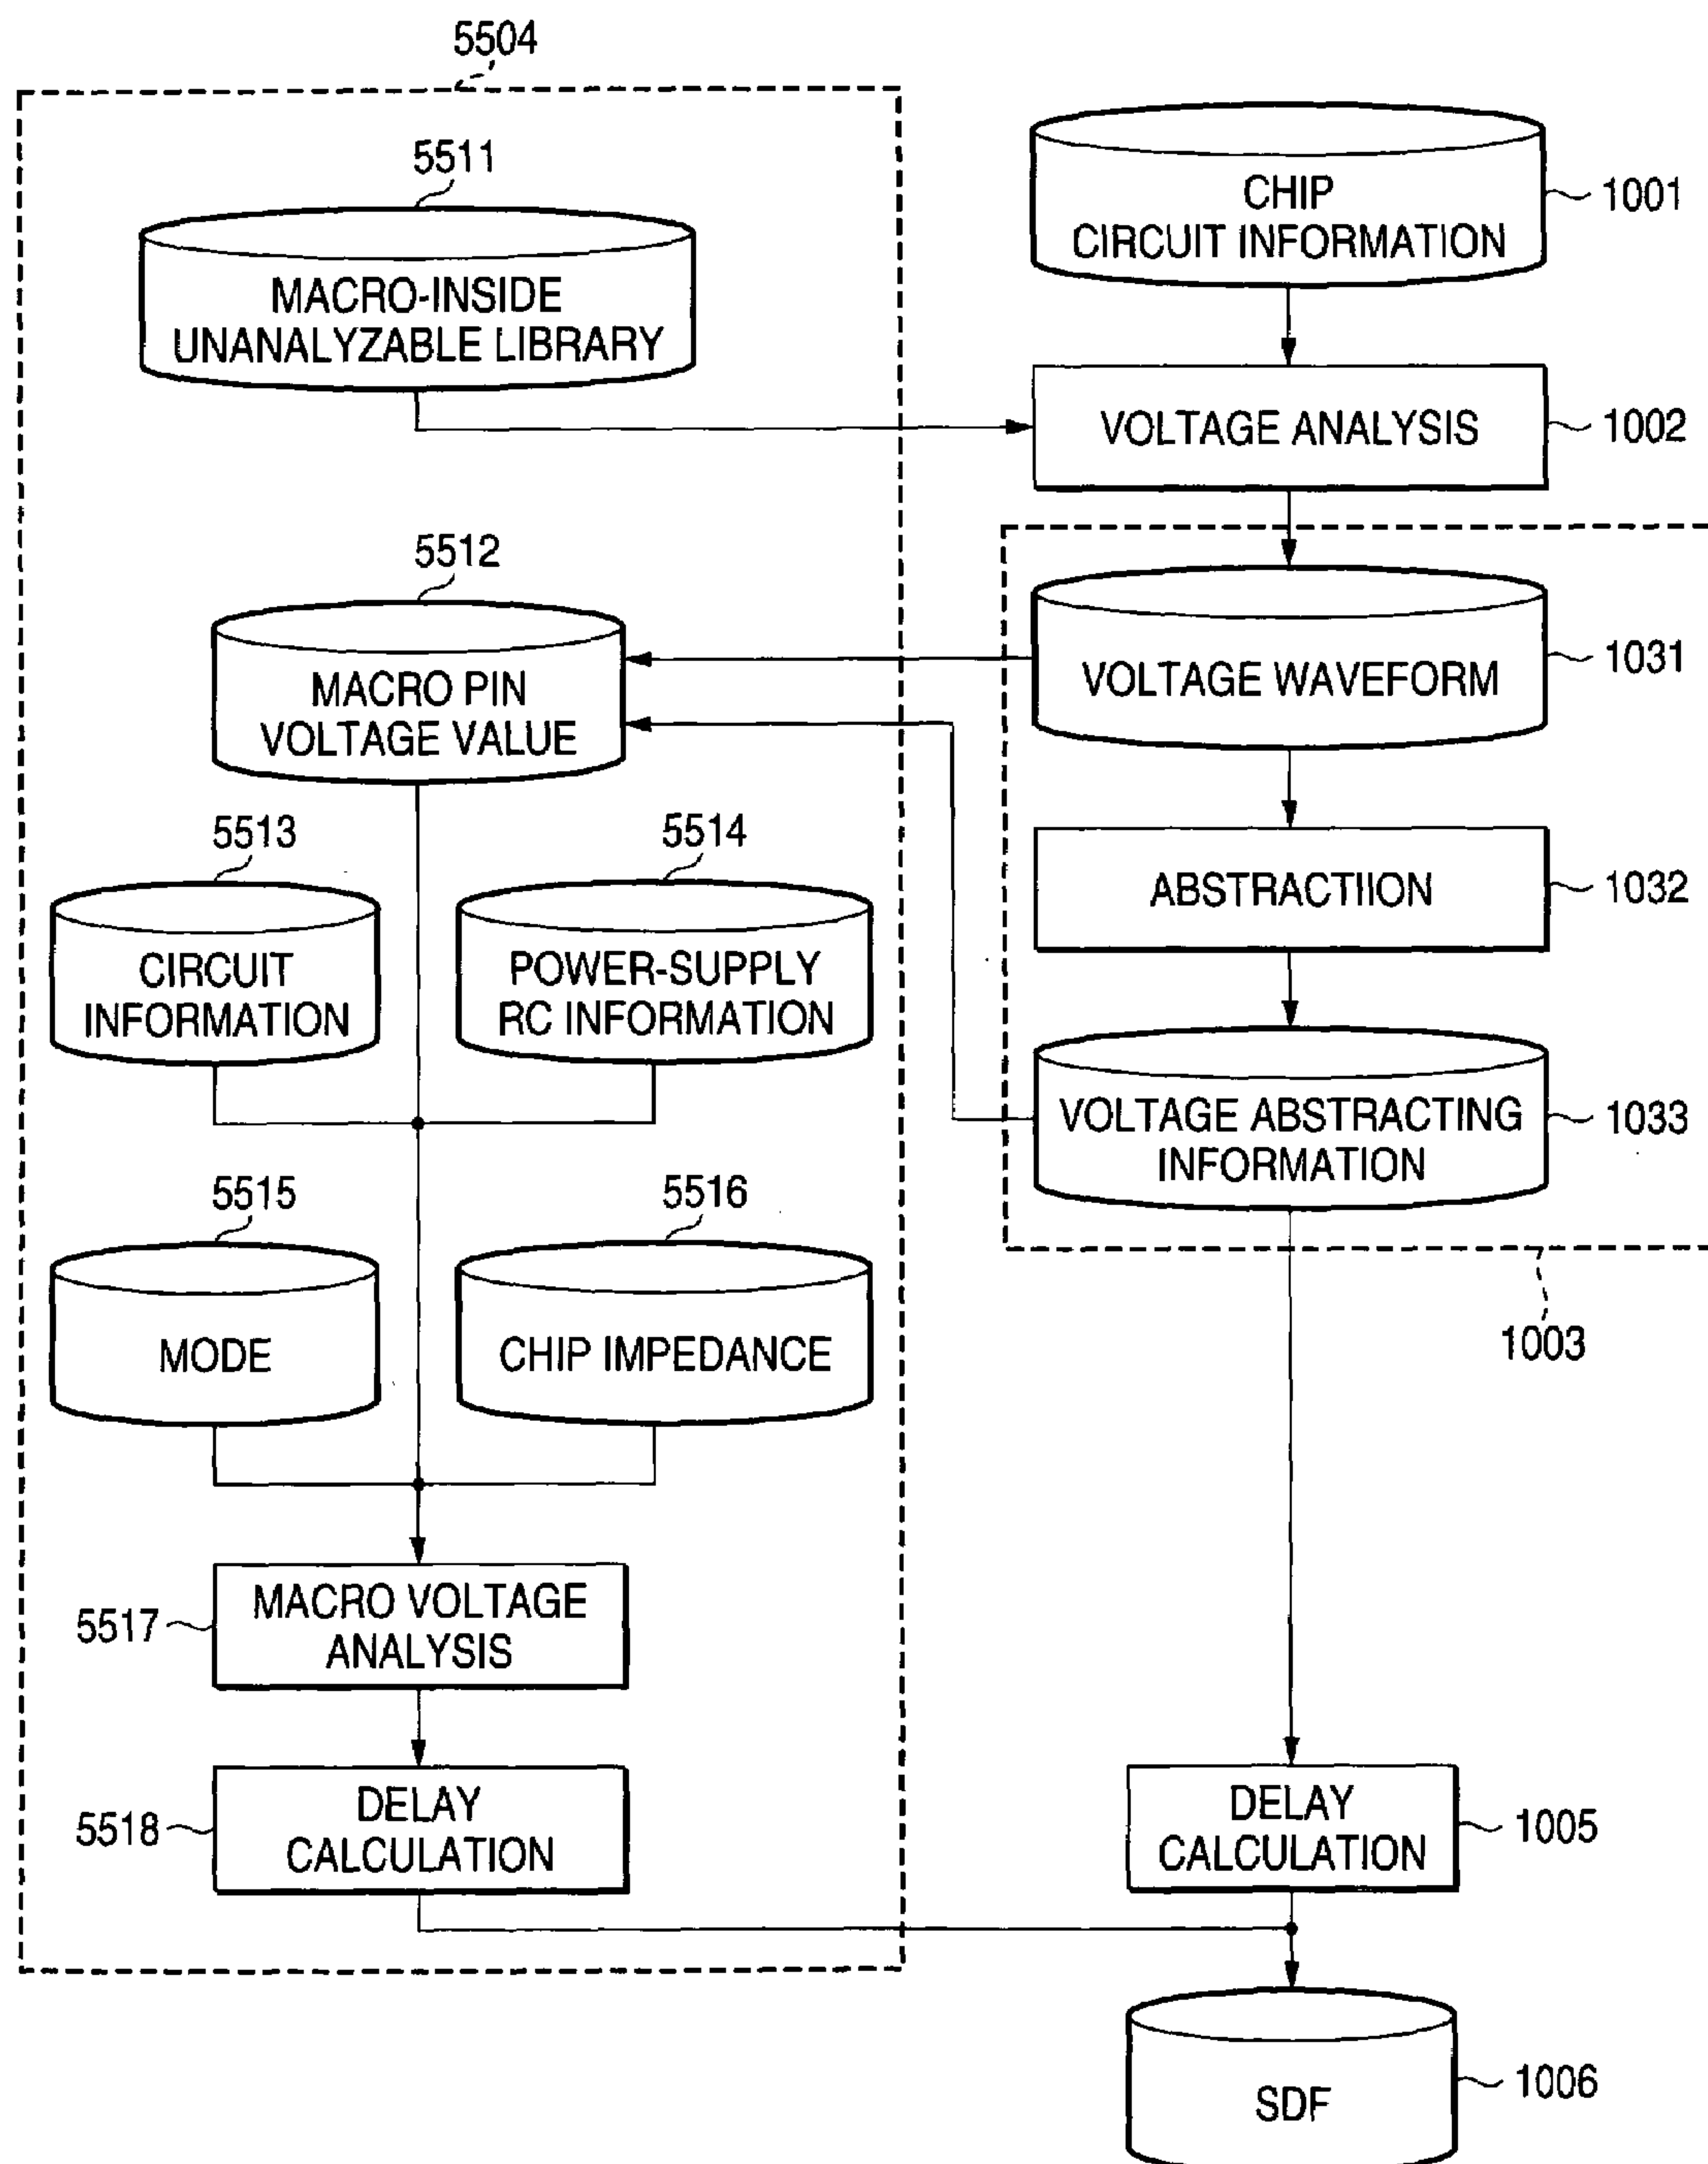 5504
5511
MACRO-INSIDE
UNANALYZABLE LIBRARY
CHIP
CIRCUIT INFORMATION
1001
VOLTAGE ANALYSIS
1002
5512
MACRO PIN
VOLTAGE VALUE
VOLTAGE WAVEFORM
1031
5513
5514
ABSTRACTIION
1032
CIRCUIT
INFORMATION
POWER-SUPPLY
RC INFORMATION
VOLTAGE ABSTRACTING
INFORMATION
1033
5515
5516
MODE
CHIP IMPEDANCE
1003
5517
MACRO VOLTAGE
ANALYSIS
5518
DELAY
CALCULATION
DELAY
CALCULATION
1005
SDF
1006